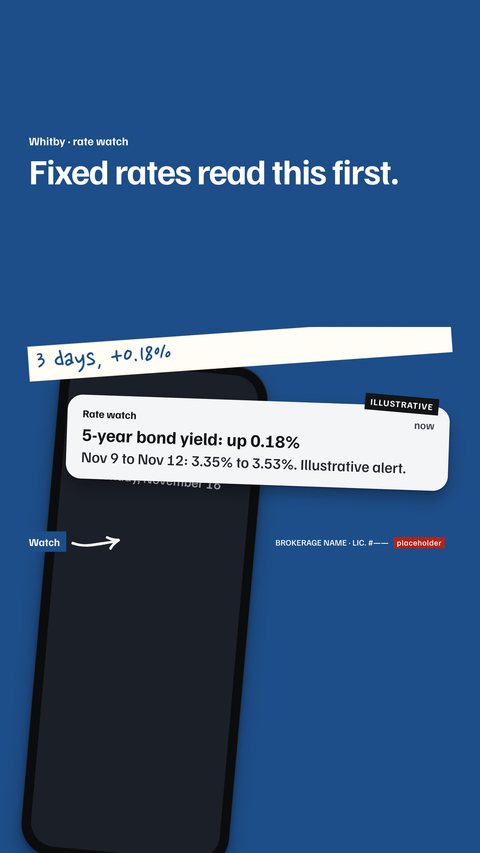 Whitby · rate watch
Fixed rates read this first.
3 days, +0.18%
ILLUSTRATIVE
Rate watch
now
5-year bond yield: up 0.18%
Nov 9 to Nov 12: 3.35% to 3.53%. Illustrative alert.
November 16
Watch
BROKERAGE NAME · LIC. #—— placeholder